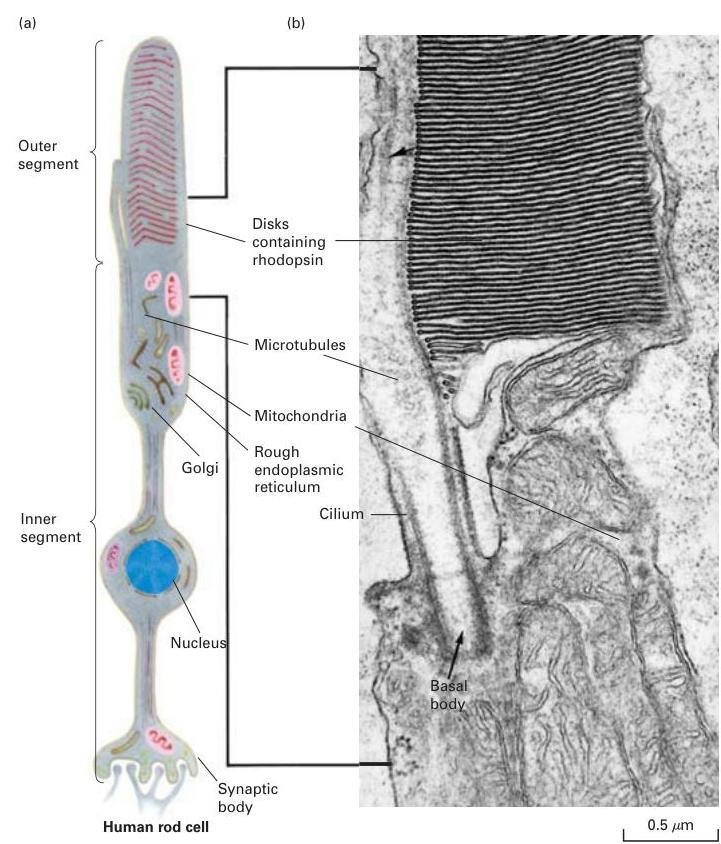 (a)
(b)
Outer
segment
Disks
containing
rhodopsin
Microtubules
Mitochondria
Golgi
Rough
endoplasmic
reticulum
Inner
segment
Cilium
Nucleus
Basal
body
Synaptic
body
Human rod cell
0.5 μm